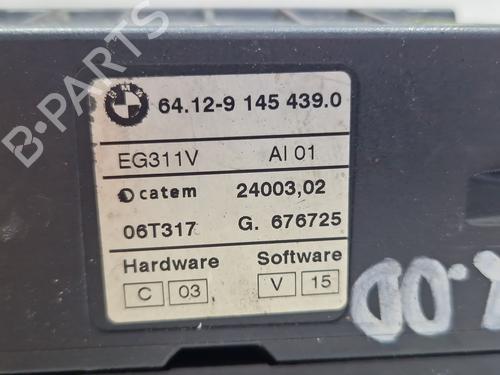 BMW
64.12-9 145 439.0
EG311V AI 01
catem 24003,02
06T317 G. 676725
Hardware Software
C 03 V 15
B-PARTS